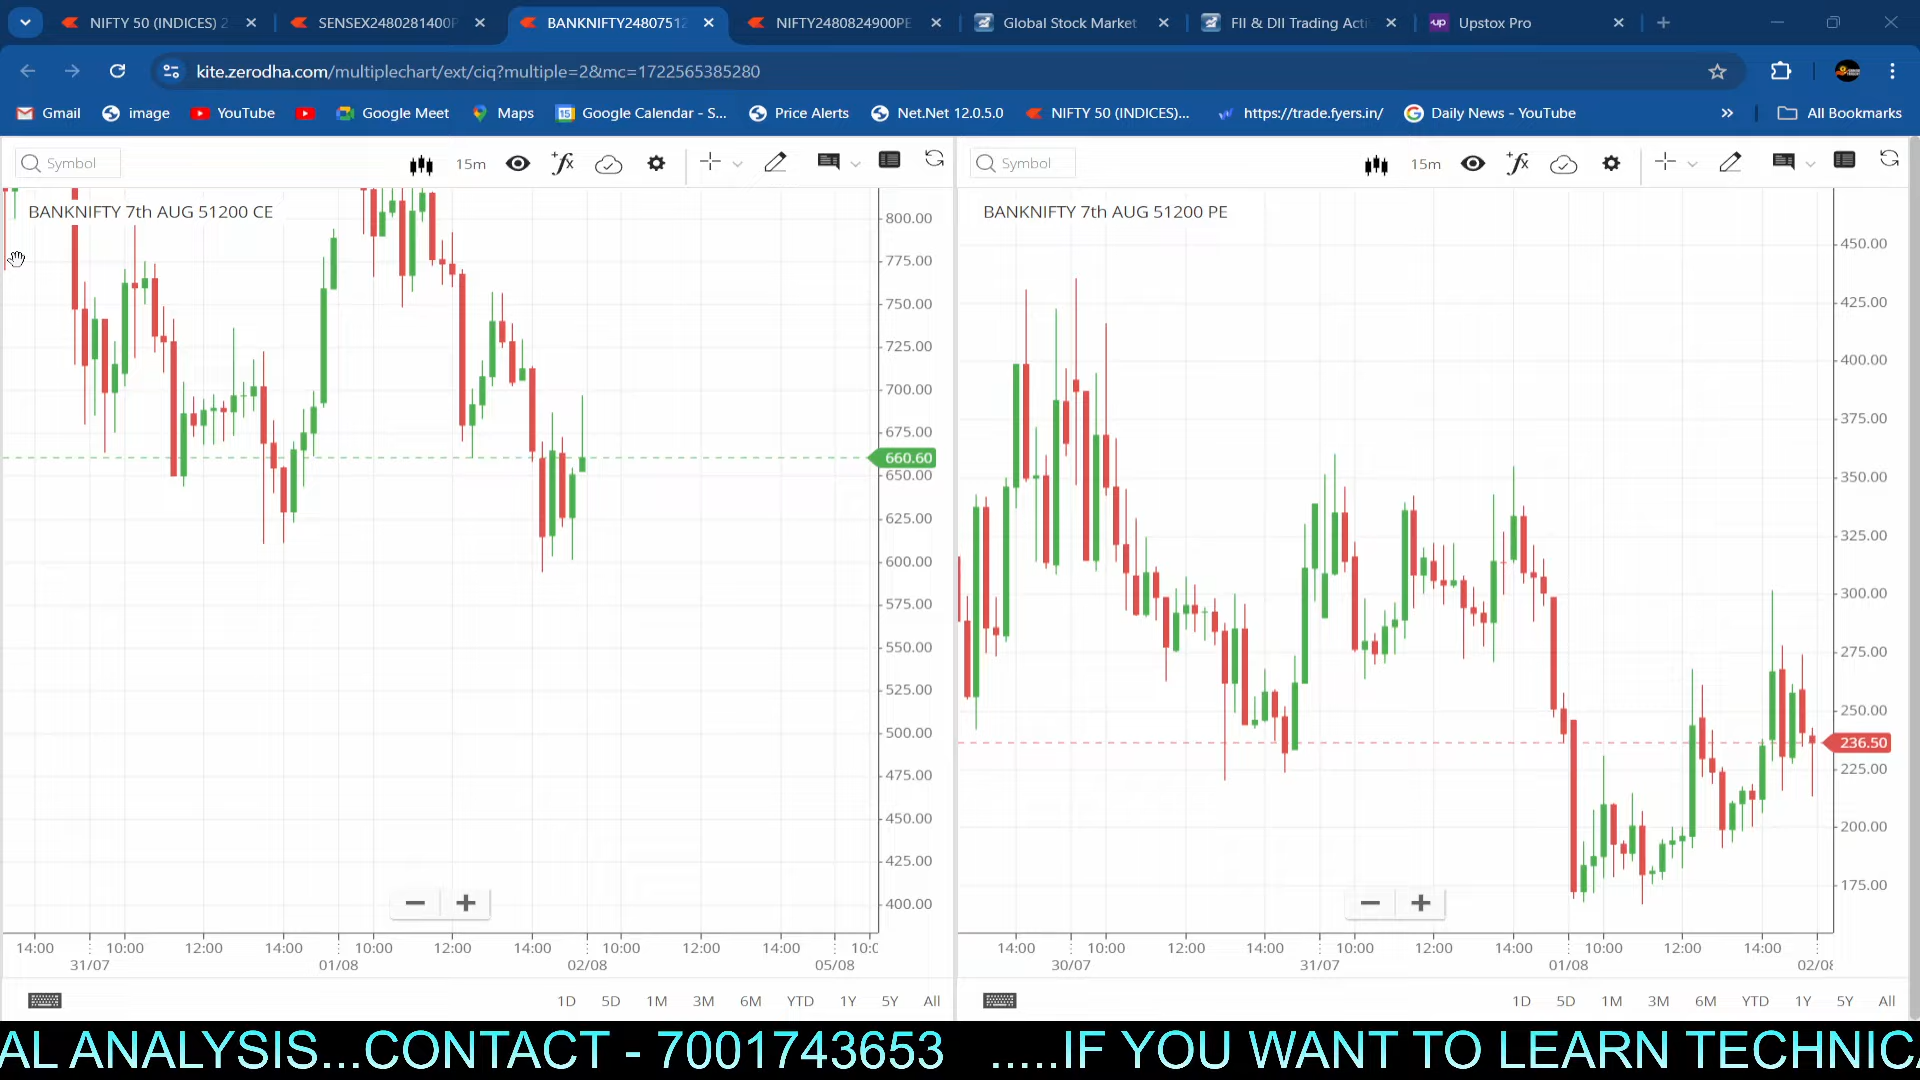 NIFTY 50 (INDICES) 2 SENSEX2480281400P BANKNIFTY2480751 NIFTY2480824900PE Global Stock Market FII & DII Trading Acti Upstox Pro
kite.zerodha.com/multiplechart/ext/ciq?multiple=2&mc=1722565385280
Gmail image YouTube Google Meet Maps Google Calendar - S... Price Alerts Net.Net 12.0.5.0 NIFTY 50 (INDICES)... https://trade.fyers.in/ Daily News - YouTube » All Bookmarks
Symbol 15m
BANKNIFTY 7th AUG 51200 CE
800.00
775.00
750.00
725.00
700.00
675.00
660.60
650.00
625.00
600.00
575.00
550.00
525.00
500.00
475.00
450.00
425.00
400.00
14:00 10:00 12:00 14:00 10:00 12:00 14:00 10:00 12:00 14:00 10:0
31/07 01/08 02/08 05/08
1D 5D 1M 3M 6M YTD 1Y 5Y All
Symbol 15m
BANKNIFTY 7th AUG 51200 PE
450.00
425.00
400.00
375.00
350.00
325.00
300.00
275.00
250.00
236.50
225.00
200.00
175.00
14:00 10:00 12:00 14:00 10:00 12:00 14:00 10:00 12:00 14:00
30/07 31/07 01/08 02/08
1D 5D 1M 3M 6M YTD 1Y 5Y All
AL ANALYSIS...CONTACT - 7001743653 .....IF YOU WANT TO LEARN TECHNICA